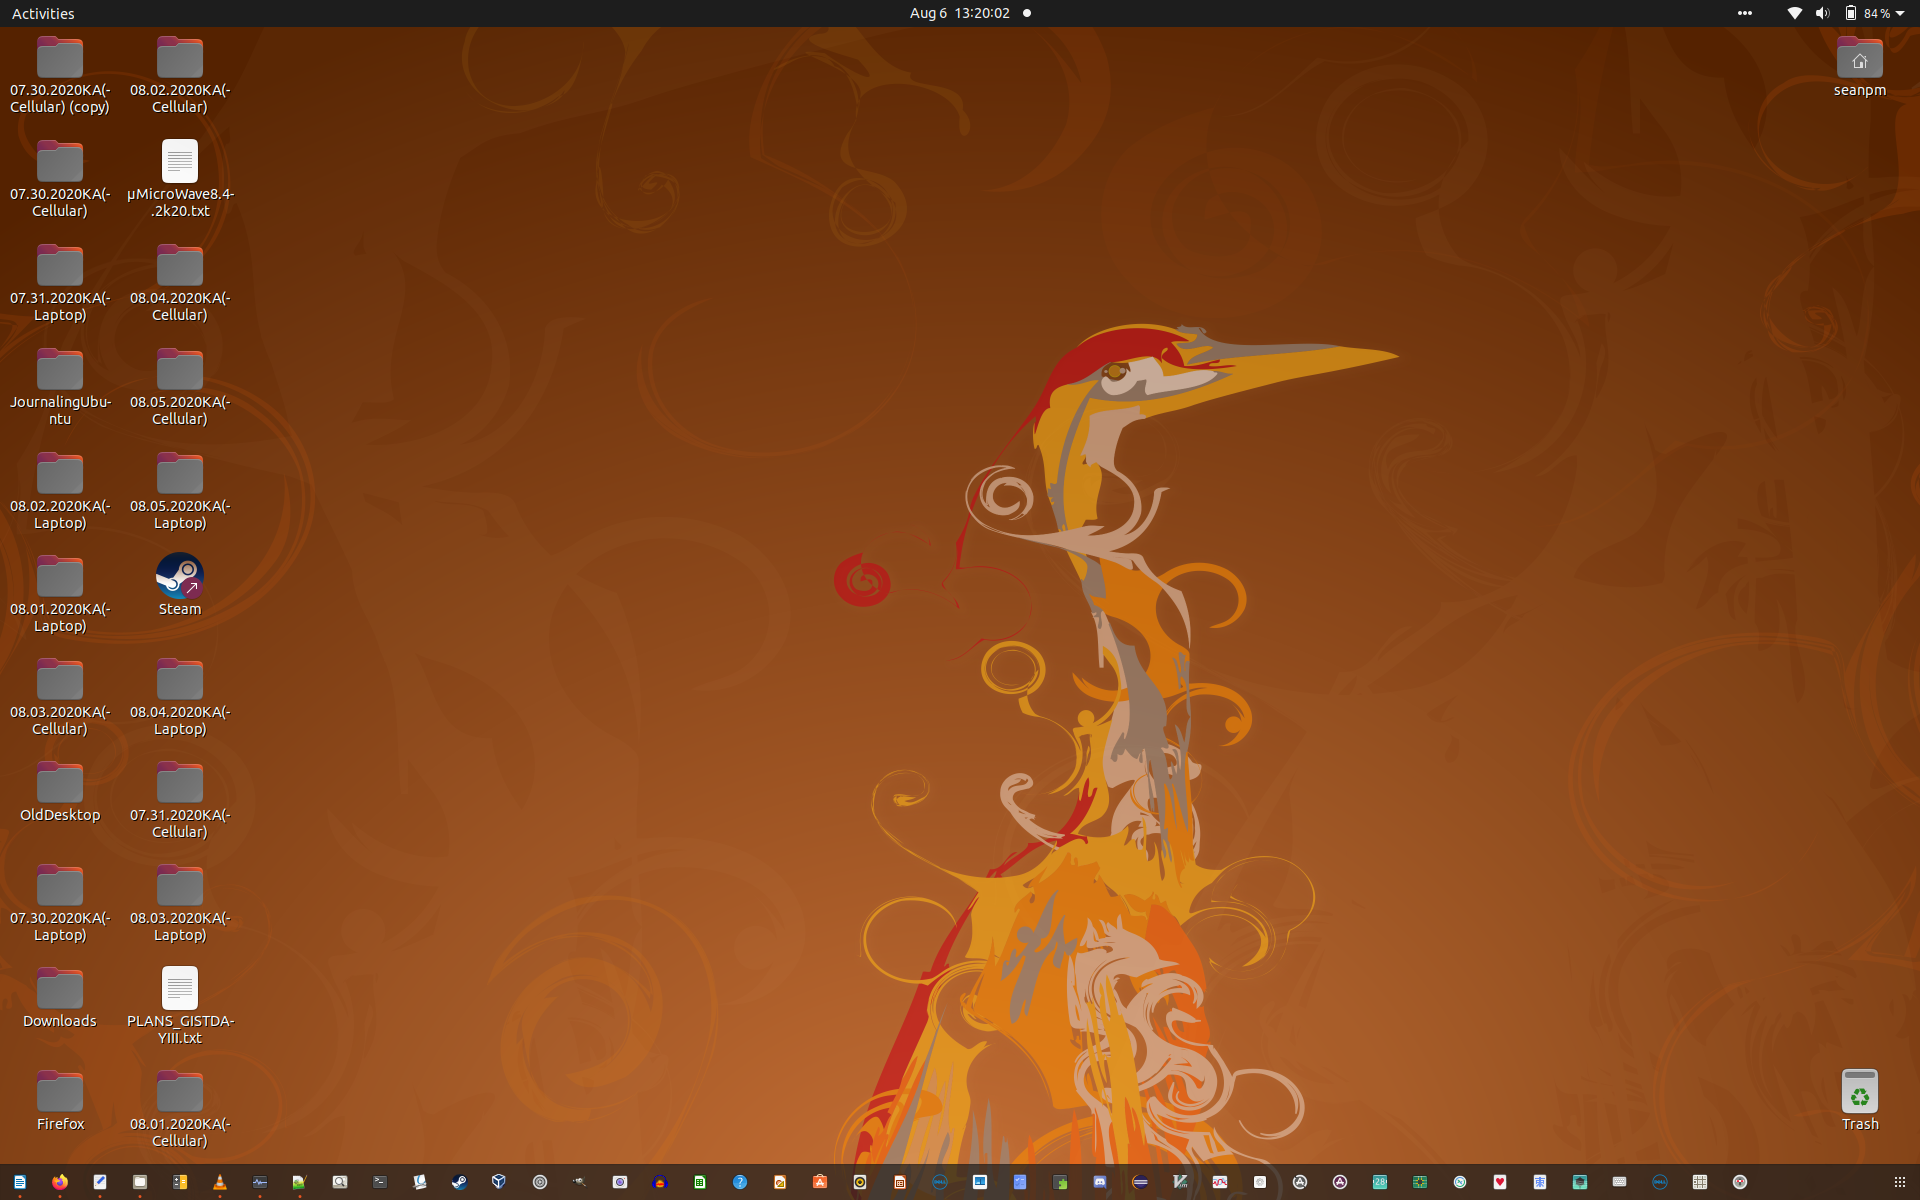 Activities
Aug 6 13:20:02
84 %
07.30.2020KA(-
Cellular) (copy)
08.02.2020KA(-
Cellular)
seanpm
07.30.2020KA(-
Cellular)
µMicroWave8.4-
.2k20.txt
07.31.2020KA(-
Laptop)
08.04.2020KA(-
Cellular)
JournalingUbu-
ntu
08.05.2020KA(-
Cellular)
08.02.2020KA(-
Laptop)
08.05.2020KA(-
Laptop)
08.01.2020KA(-
Laptop)
Steam
08.03.2020KA(-
Cellular)
08.04.2020KA(-
Laptop)
OldDesktop
07.31.2020KA(-
Cellular)
07.30.2020KA(-
Laptop)
08.03.2020KA(-
Laptop)
Downloads
PLANS_GISTDA-
YIII.txt
Firefox
08.01.2020KA(-
Cellular)
Trash